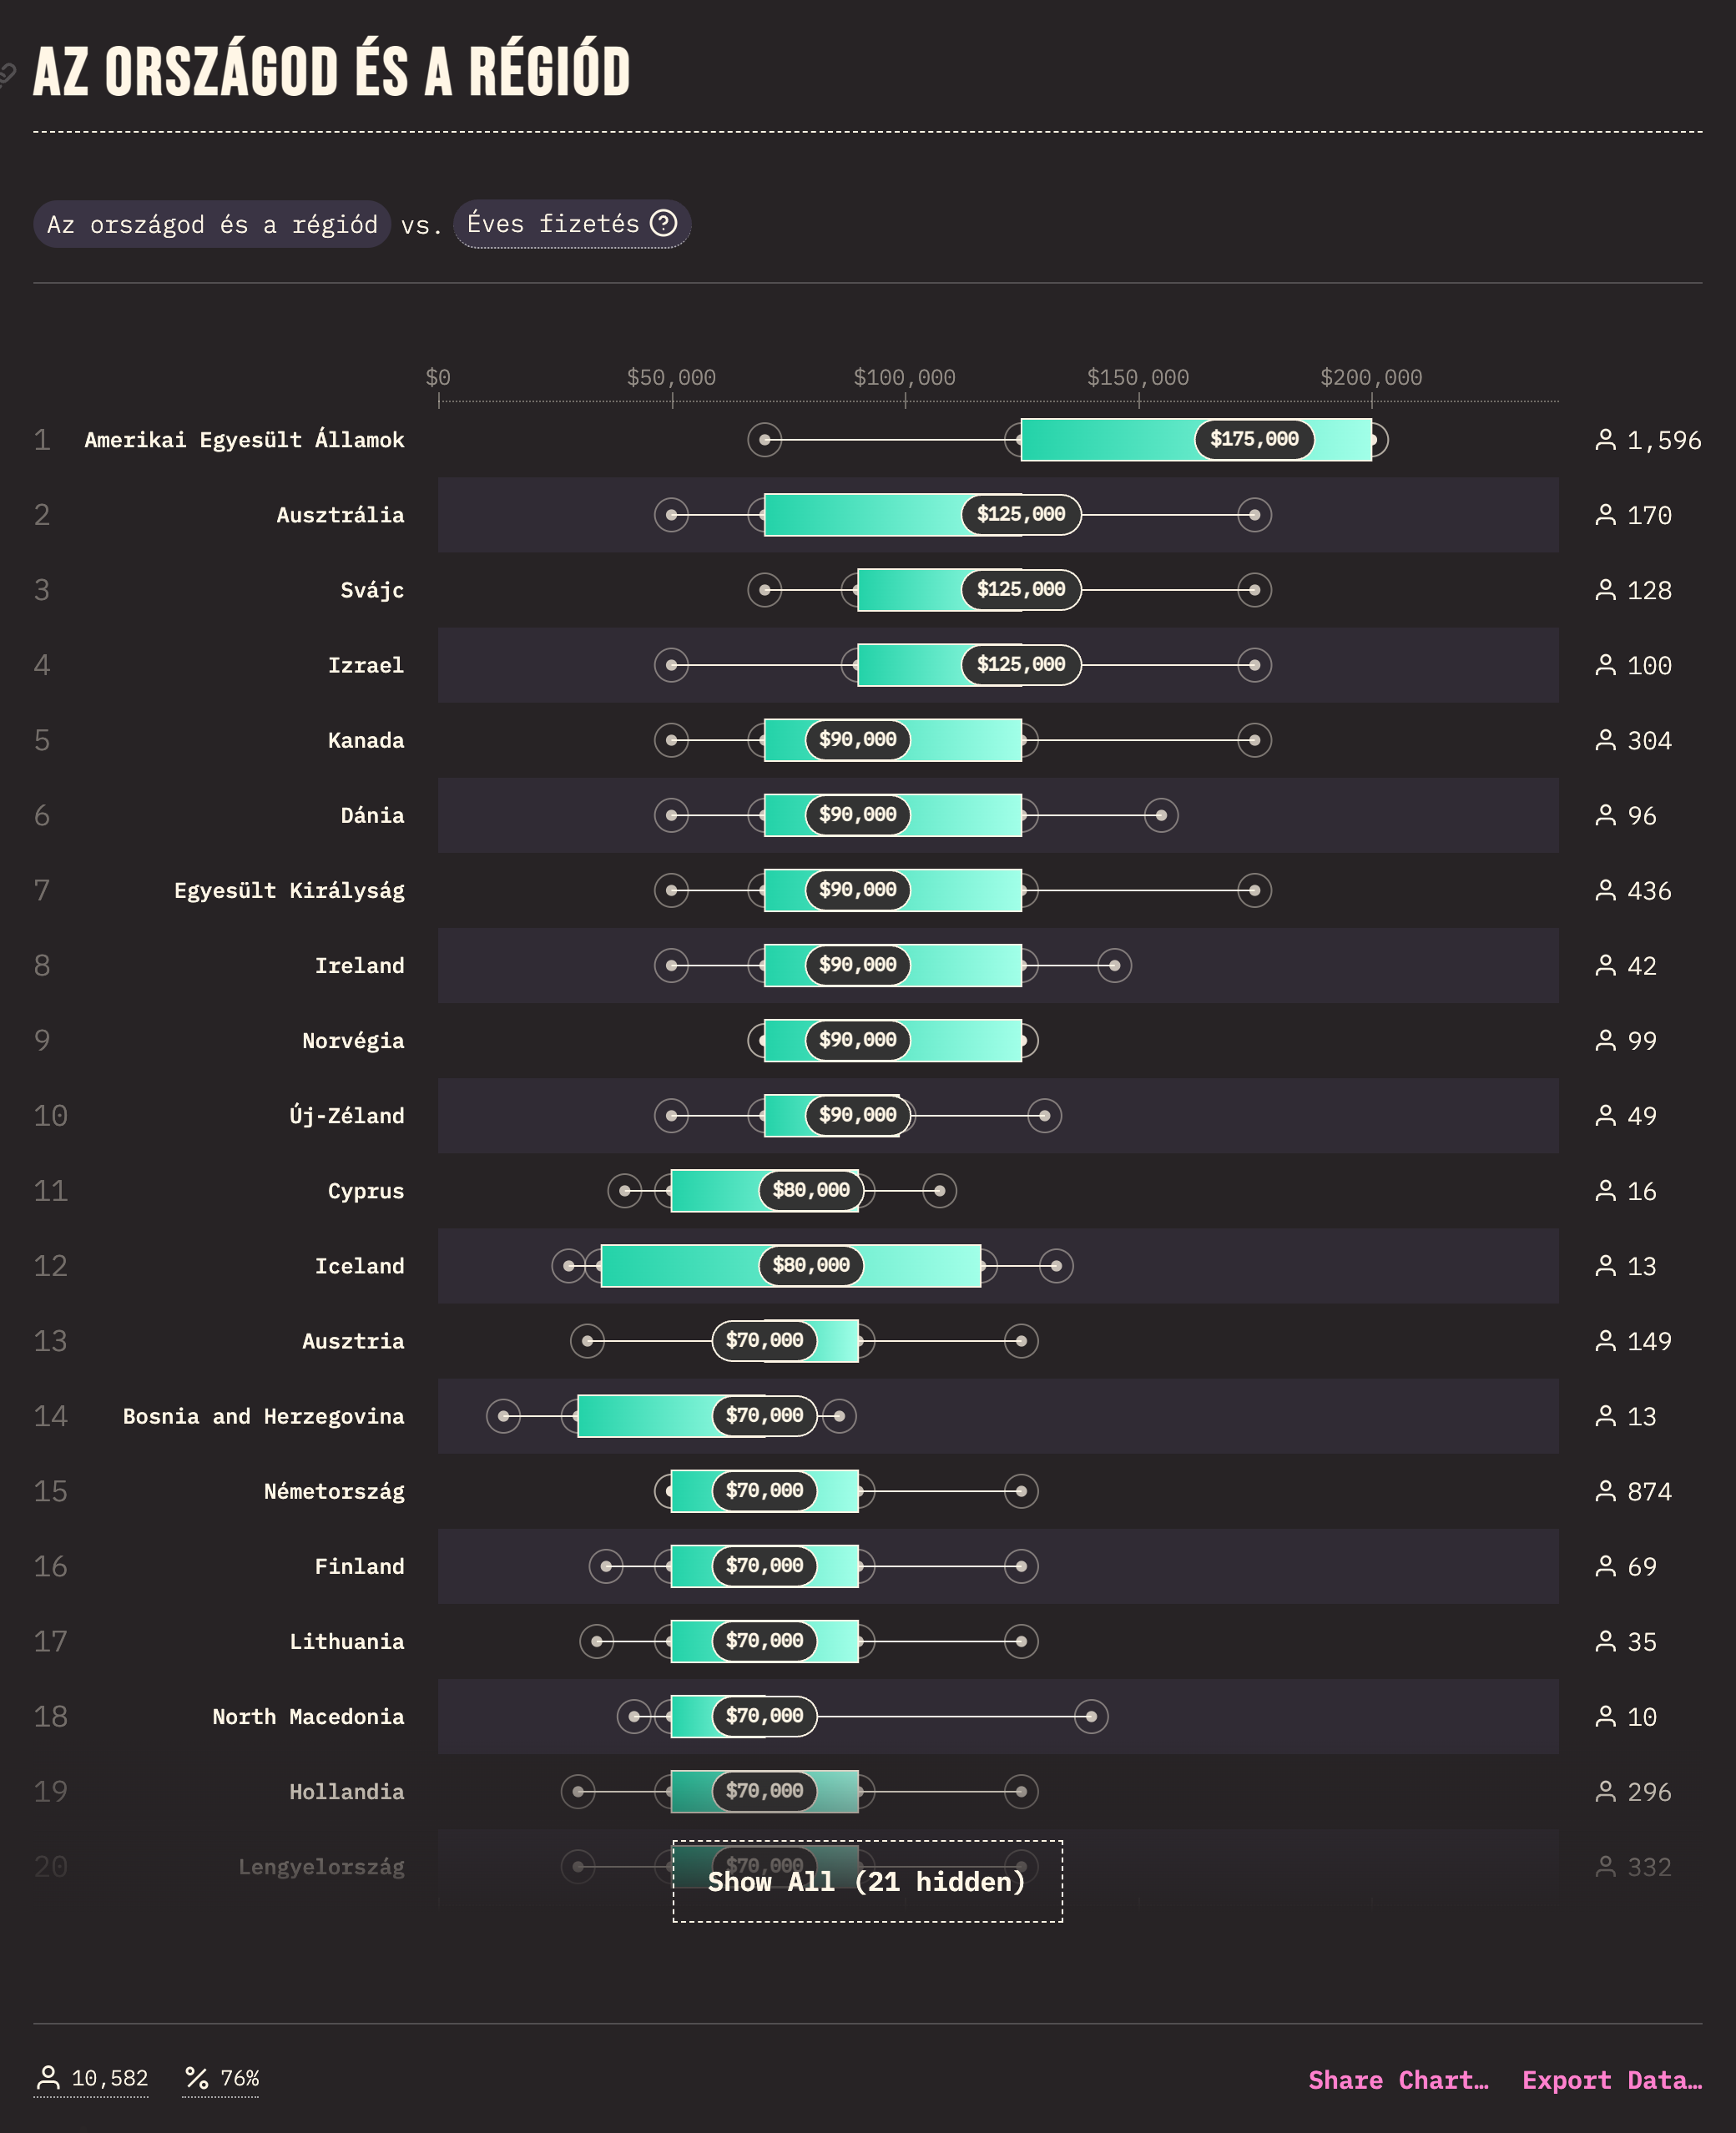 AZ ORSZÁGOD ÉS A RÉGIÓD
Az országod és a régiód vs. Éves fizetés ?
$0 $50,000 $100,000 $150,000 $200,000
1 Amerikai Egyesült Államok $175,000 1,596
2 Ausztrália $125,000 170
3 Svájc $125,000 128
4 Izrael $125,000 100
5 Kanada $90,000 304
6 Dánia $90,000 96
7 Egyesült Királyság $90,000 436
8 Ireland $90,000 42
9 Norvégia $90,000 99
10 Új-Zéland $90,000 49
11 Cyprus $80,000 16
12 Iceland $80,000 13
13 Ausztria $70,000 149
14 Bosnia and Herzegovina $70,000 13
15 Németország $70,000 874
16 Finland $70,000 69
17 Lithuania $70,000 35
18 North Macedonia $70,000 10
19 Hollandia $70,000 296
20 Lengyelország $70,000 332
Show All (21 hidden)
10,582 % 76% Share Chart… Export Data…